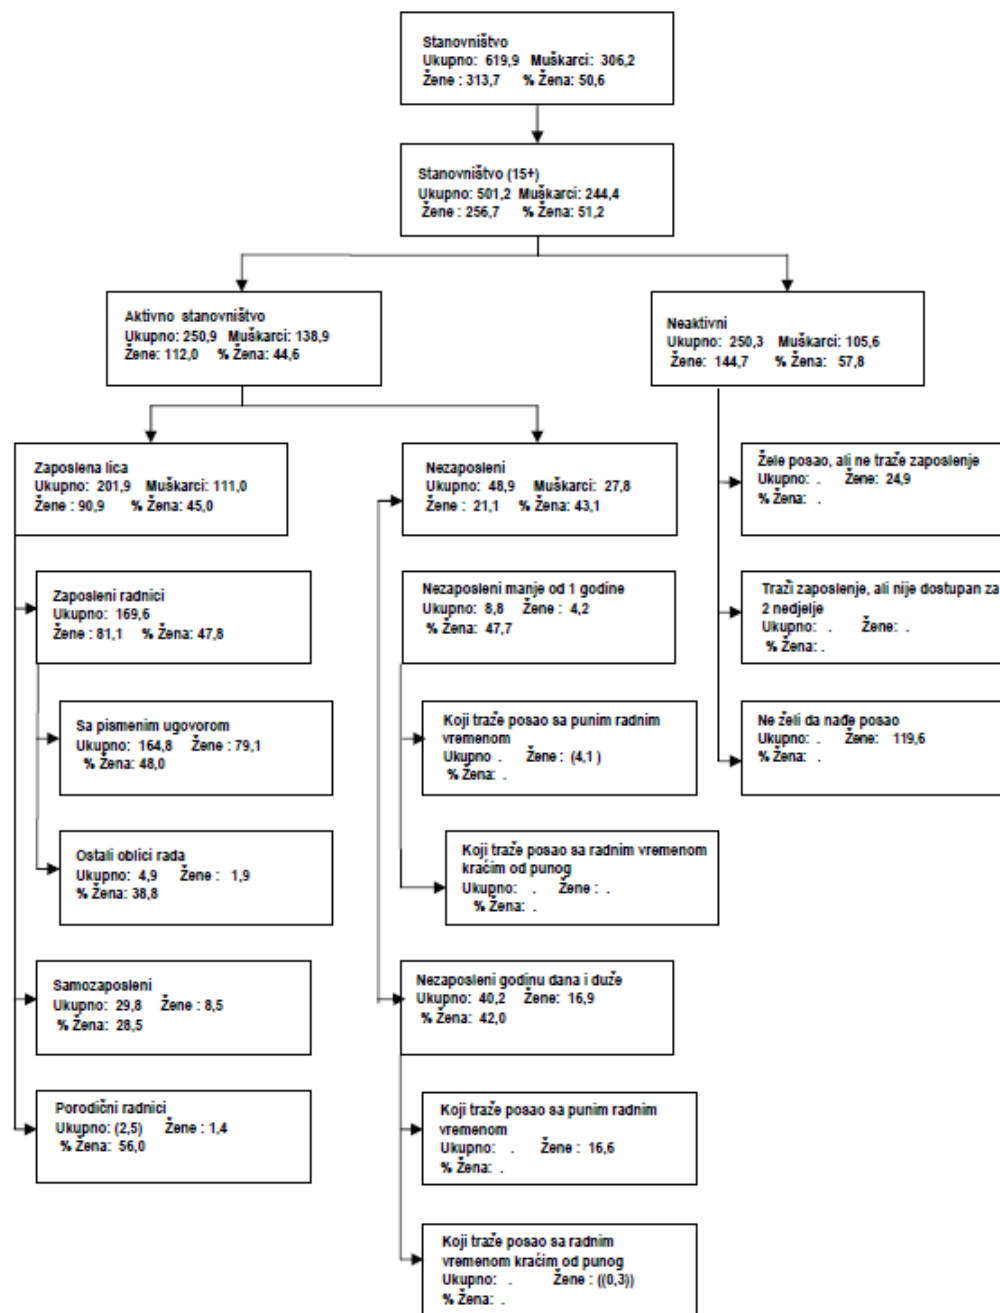 Stanovništvo
Ukupno: 619,9 Muškarci: 306,2
Žene : 313,7 % Žena: 50,6
Stanovništvo (15+)
Ukupno: 501,2 Muškarci: 244,4
Žene : 256,7 % Žena: 51,2
Aktivno stanovništvo
Ukupno: 250,9 Muškarci: 138,9
Žene: 112,0 % Žena: 44,6
Neaktivni
Ukupno: 250,3 Muškarci: 105,6
Žene: 144,7 % Žena: 57,8
Zaposlena lica
Ukupno: 201,9 Muškarci: 111,0
Žene : 90,9 % Žena: 45,0
Nezaposleni
Ukupno: 48,9 Muškarci: 27,8
Žene : 21,1 % Žena: 43,1
Žele posao, ali ne traže zaposlenje
Ukupno: . Žene: 24,9
% Žena: .
Zaposleni radnici
Ukupno: 169,6
Žene : 81,1 % Žena: 47,8
Nezaposleni manje od 1 godine
Ukupno: 8,8 Žene : 4,2
% Žena: 47,7
Traži zaposlenje, ali nije dostupan za
2 nedjelje
Ukupno: . Žene: .
% Žena: .
Sa pismenim ugovorom
Ukupno: 164,8 Žene : 79,1
% Žena: 48,0
Koji traže posao sa punim radnim
vremenom
Ukupno . Žene : (4,1 )
% Žena: .
Ne želi da nađe posao
Ukupno: . Žene: 119,6
% Žena: .
Ostali oblici rada
Ukupno: 4,9 Žene : 1,9
% Žena: 38,8
Koji traže posao sa radnim vremenom
kraćim od punog
Ukupno: . Žene : .
% Žena: .
Samozaposleni
Ukupno: 29,8 Žene : 8,5
% Žena: 28,5
Nezaposleni godinu dana i duže
Ukupno: 40,2 Žene: 16,9
% Žena: 42,0
Porodični radnici
Ukupno: (2,5) Žene : 1,4
% Žena: 56,0
Koji traže posao sa punim radnim
vremenom
Ukupno: . Žene : 16,6
% Žena: .
Koji traže posao sa radnim
vremenom kraćim od punog
Ukupno: . Žene : ((0,3))
% Žena: .